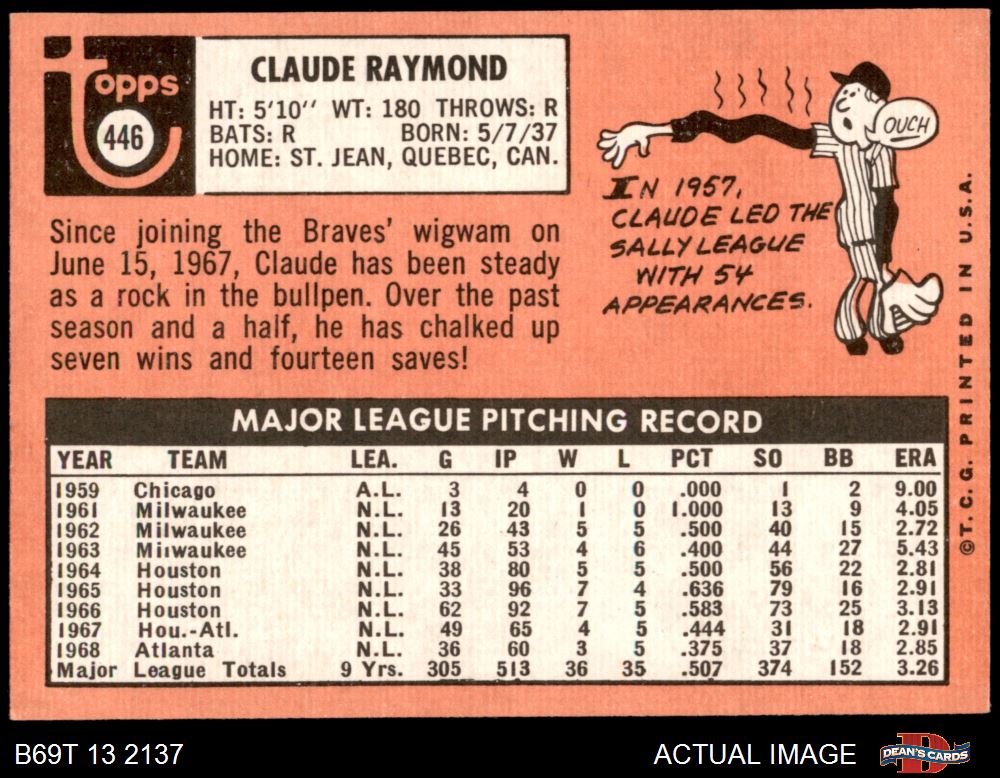 topps
446
CLAUDE RAYMOND
HT: 5'10'' WT: 180 THROWS: R
BATS: R BORN: 5/7/37
HOME: ST. JEAN, QUEBEC, CAN.
Since joining the Braves' wigwam on
June 15, 1967, Claude has been steady
as a rock in the bullpen. Over the past
season and a half, he has chalked up
seven wins and fourteen saves!
OUCH
IN 1957,
CLAUDE LED THE
SALLY LEAGUE
WITH 54
APPEARANCES.
©T.C.G. PRINTED IN U.S.A.
MAJOR LEAGUE PITCHING RECORD
YEAR TEAM LEA. G IP W L PCT SO BB ERA
1959 Chicago A.L. 3 4 0 0 .000 1 2 9.00
1961 Milwaukee N.L. 13 20 1 0 1.000 13 9 4.05
1962 Milwaukee N.L. 26 43 5 5 .500 40 15 2.72
1963 Milwaukee N.L. 45 53 4 6 .400 44 27 5.43
1964 Houston N.L. 38 80 5 5 .500 56 22 2.81
1965 Houston N.L. 33 96 7 4 .636 79 16 2.91
1966 Houston N.L. 62 92 7 5 .583 73 25 3.13
1967 Hou.-Atl. N.L. 49 65 4 5 .444 31 18 2.91
1968 Atlanta N.L. 36 60 3 5 .375 37 18 2.85
Major League Totals 9 Yrs. 305 513 36 35 .507 374 152 3.26
B69T 13 2137
ACTUAL IMAGE
DEAN'S CARDS